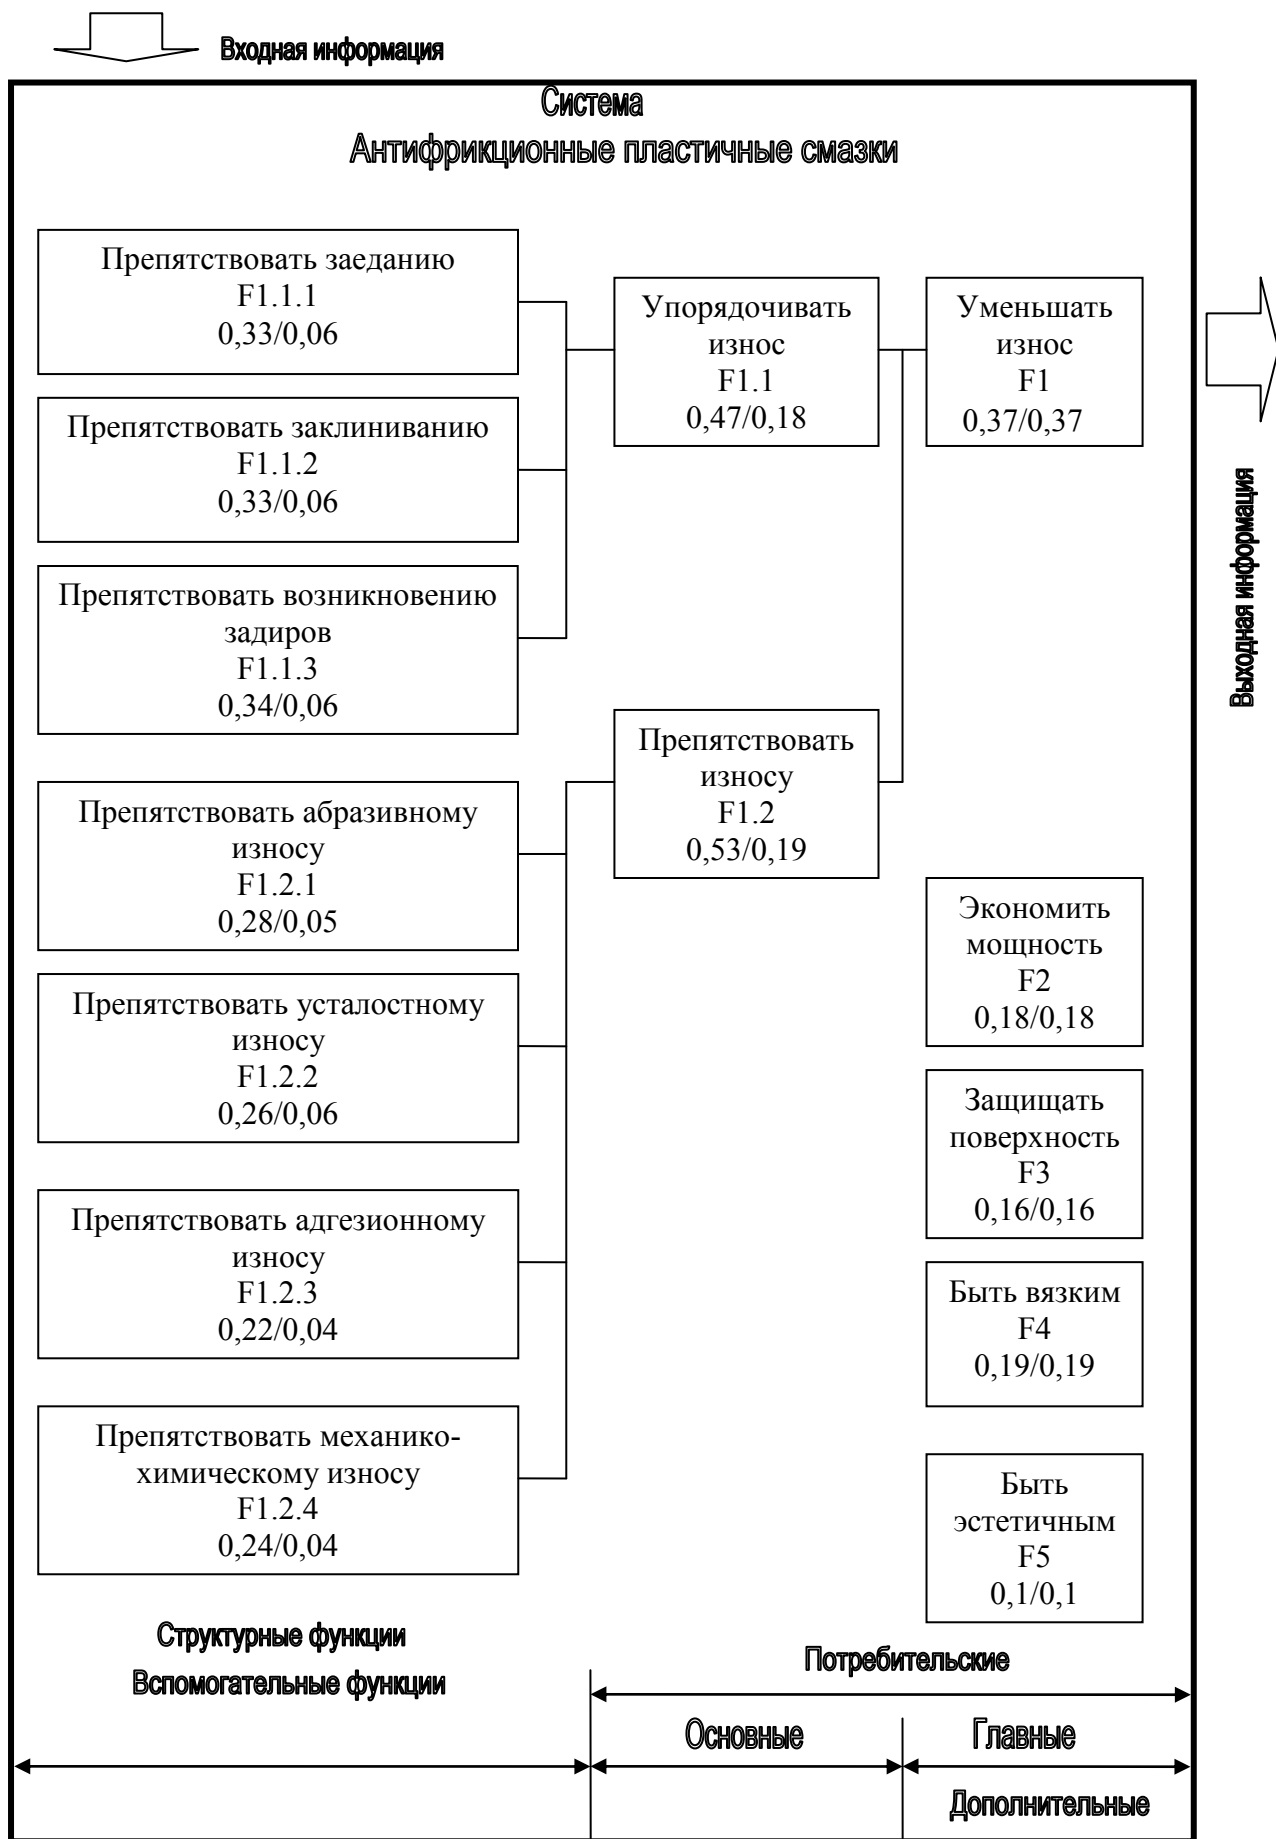 Входная информация
Система
Антифрикционные пластичные смазки
Препятствовать заеданию
F1.1.1
0,33/0,06
Препятствовать заклиниванию
F1.1.2
0,33/0,06
Препятствовать возникновению
задиров
F1.1.3
0,34/0,06
Препятствовать абразивному
износу
F1.2.1
0,28/0,05
Препятствовать усталостному
износу
F1.2.2
0,26/0,06
Препятствовать адгезионному
износу
F1.2.3
0,22/0,04
Препятствовать механико-
химическому износу
F1.2.4
0,24/0,04
Упорядочивать
износ
F1.1
0,47/0,18
Препятствовать
износу
F1.2
0,53/0,19
Уменьшать
износ
F1
0,37/0,37
Экономить
мощность
F2
0,18/0,18
Защищать
поверхность
F3
0,16/0,16
Быть вязким
F4
0,19/0,19
Быть
эстетичным
F5
0,1/0,1
Выходная информация
Структурные функции
Вспомогательные функции
Потребительские
Основные
Главные
Дополнительные